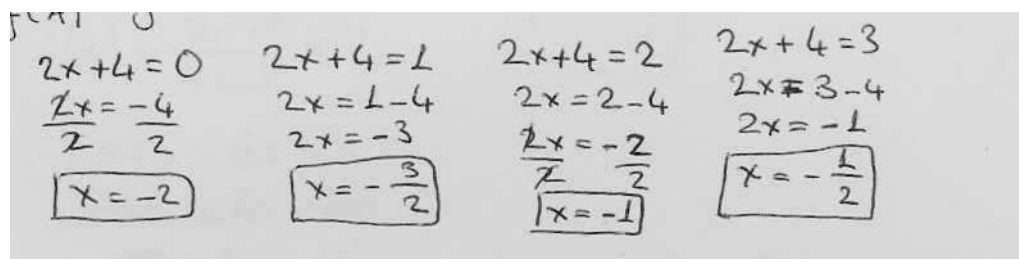 2x+4=0
2x = -4
2 2
x = -2
2x+4=1
2x = 1-4
2x = -3
x = -3/2
2x+4=2
2x = 2-4
2x = -2
2 2
x = -1
2x+4=3
2x = 3-4
2x = -1
x = -1/2